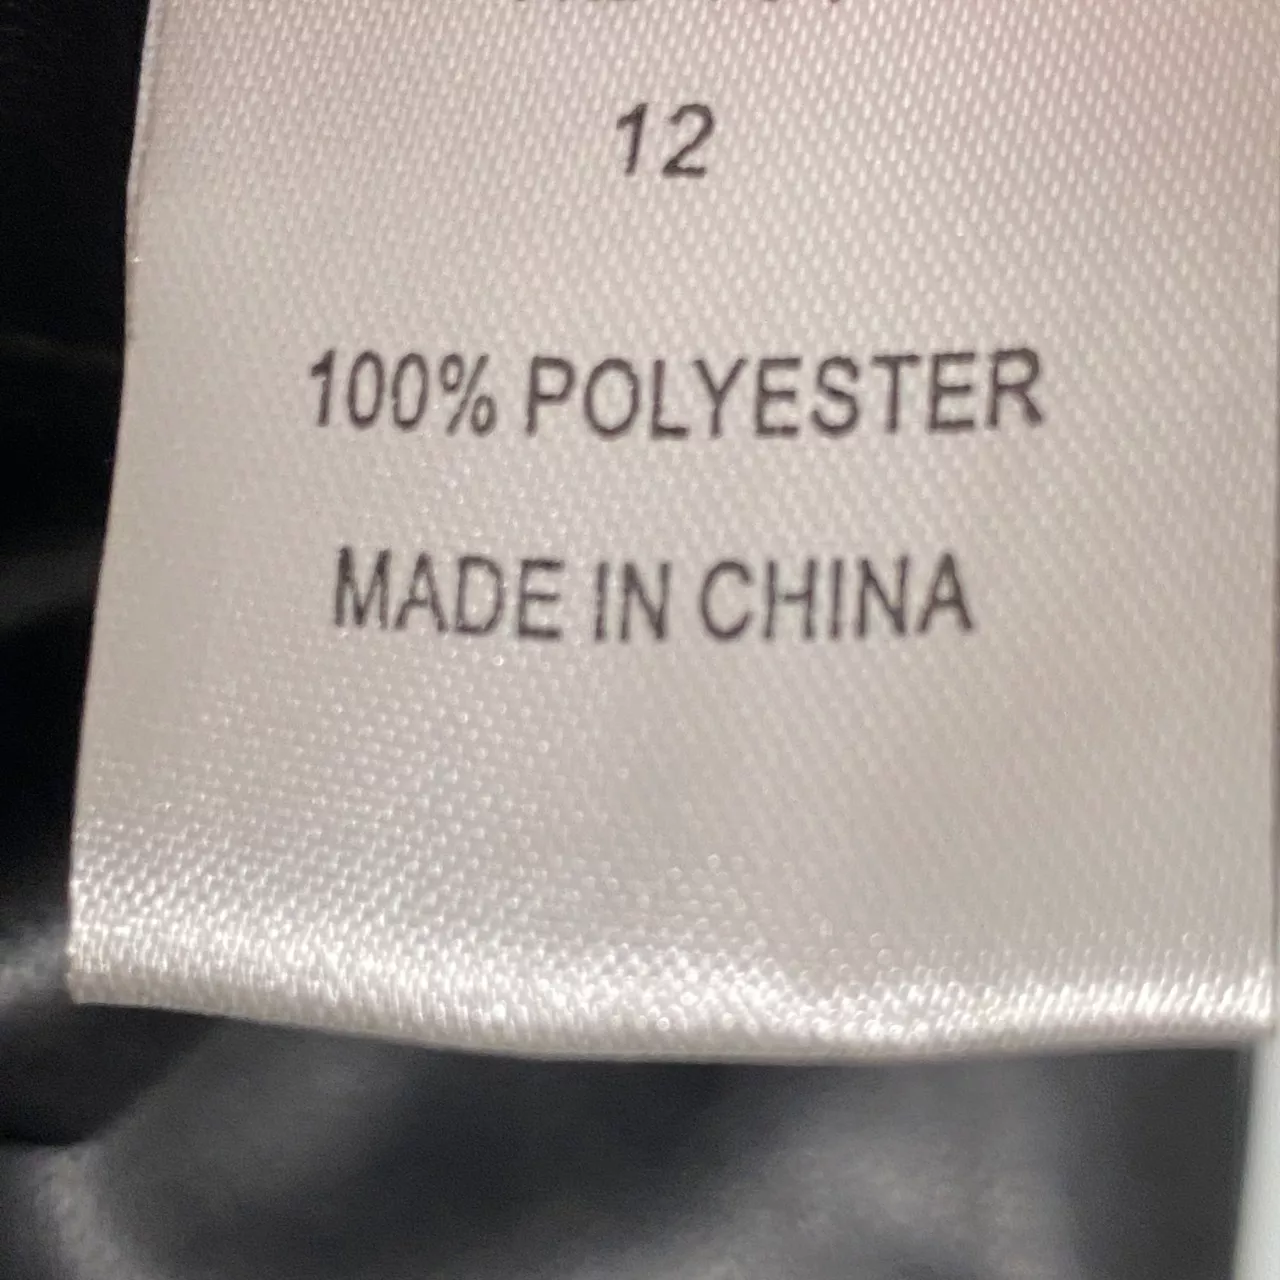 12
100% POLYESTER
MADE IN CHINA